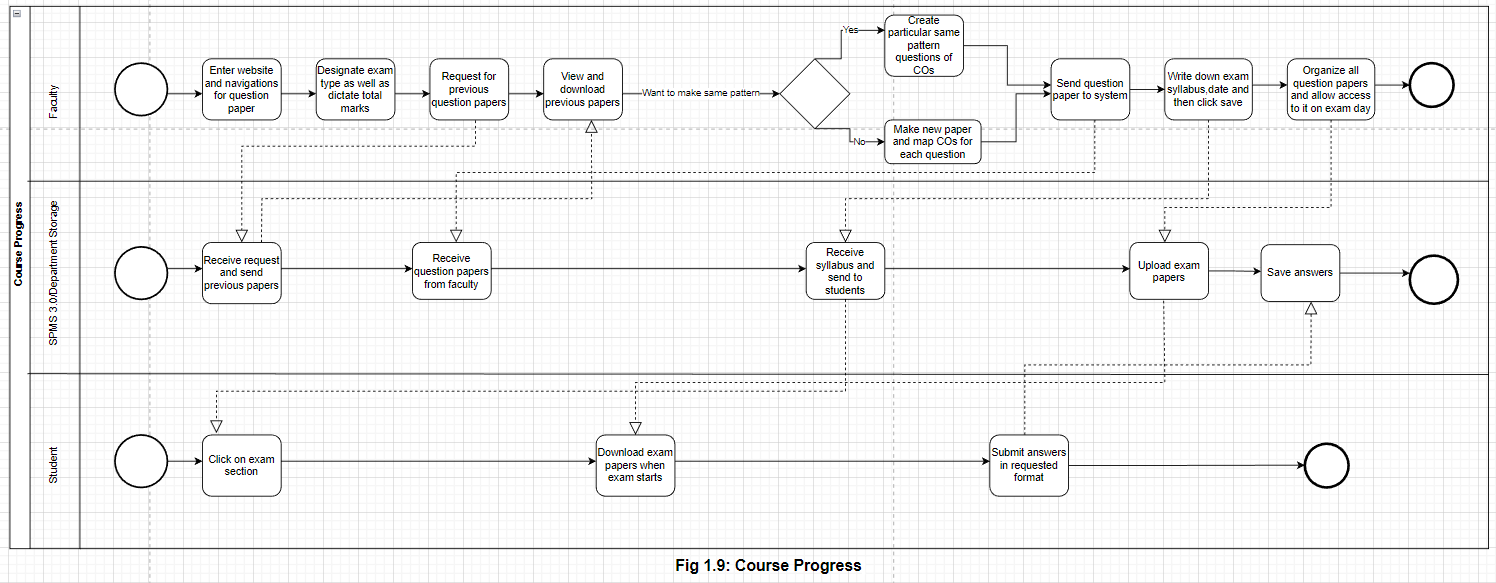 Course Progress
Faculty
Enter website
and navigations
for question
paper
Designate exam
type as well as
dictate total
marks
Request for
previous
question papers
View and
download
previous papers
Want to make same pattern
Yes
No
Create
particular same
pattern
questions of
COs
Make new paper
and map COs for
each question
Send question
paper to system
Write down exam
syllabus,date and
then click save
Organize all
question papers
and allow access
to it on exam day
SPMS 3.0/Department Storage
Receive request
and send
previous papers
Receive
question papers
from faculty
Receive
syllabus and
send to
students
Upload exam
papers
Save answers
Student
Click on exam
section
Download exam
papers when
exam starts
Submit answers
in requested
format
Fig 1.9: Course Progress